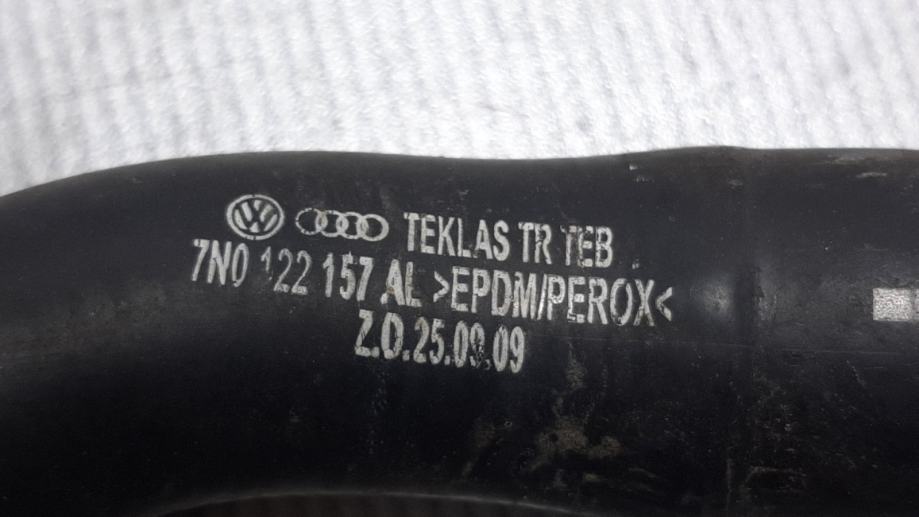 TEKLAS TR TEB
7N0 122 157 AL >EPDM/PEROX<
Z.D.25.09.09